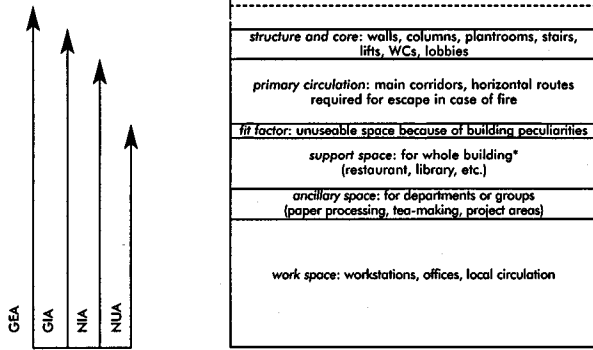 structure and core: walls, columns, plantrooms, stairs,
lifts, WCs, lobbies
primary circulation: main corridors, horizontal routes
required for escape in case of fire
fit factor: unuseable space because of building peculiarities
support space: for whole building*
(restaurant, library, etc.)
ancillary space: for departments or groups
(paper processing, tea-making, project areas)
work space: workstations, offices, local circulation
GEA
GIA
NIA
NUA